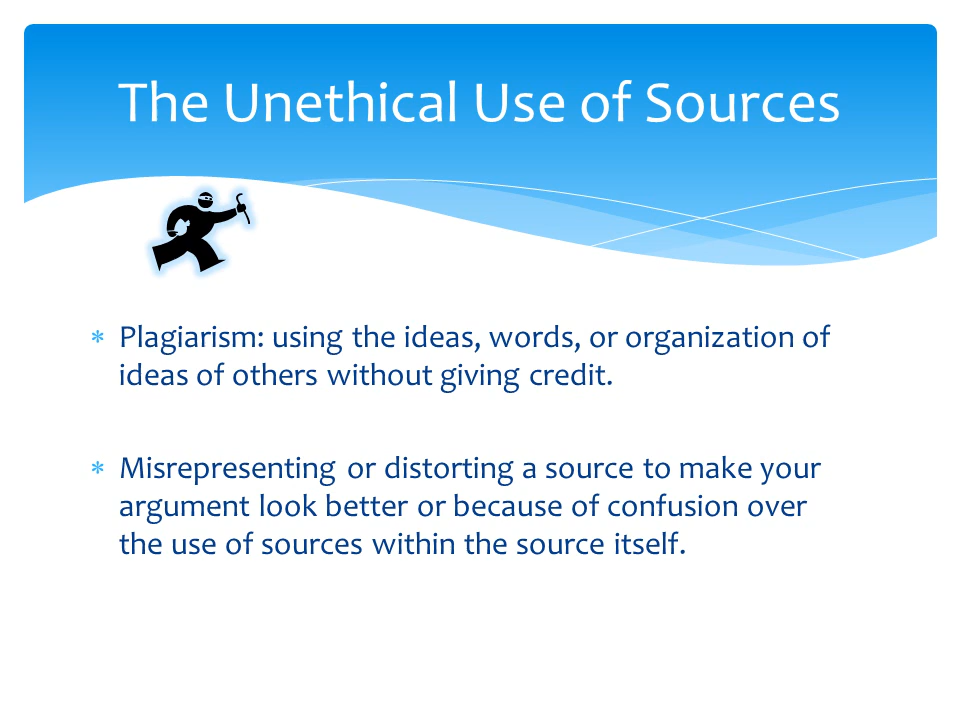 The Unethical Use of Sources
* Plagiarism: using the ideas, words, or organization of
ideas of others without giving credit.
* Misrepresenting or distorting a source to make your
argument look better or because of confusion over
the use of sources within the source itself.